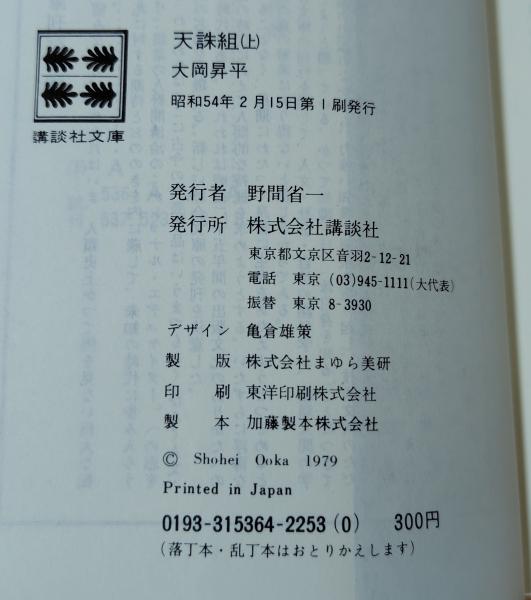 天誅組(上)
大岡昇平
昭和54年2月15日第1刷発行
講談社文庫
発行者 野間省一
発行所 株式会社講談社
東京都文京区音羽2-12-21
電話 東京 (03)945-1111(大代表)
振替 東京 8-3930
デザイン 亀倉雄策
製版 株式会社まゆら美研
印刷 東洋印刷株式会社
製本 加藤製本株式会社
© Shohei Ooka 1979
Printed in Japan
0193-315364-2253(0) 300円
(落丁本・乱丁本はおとりかえします)